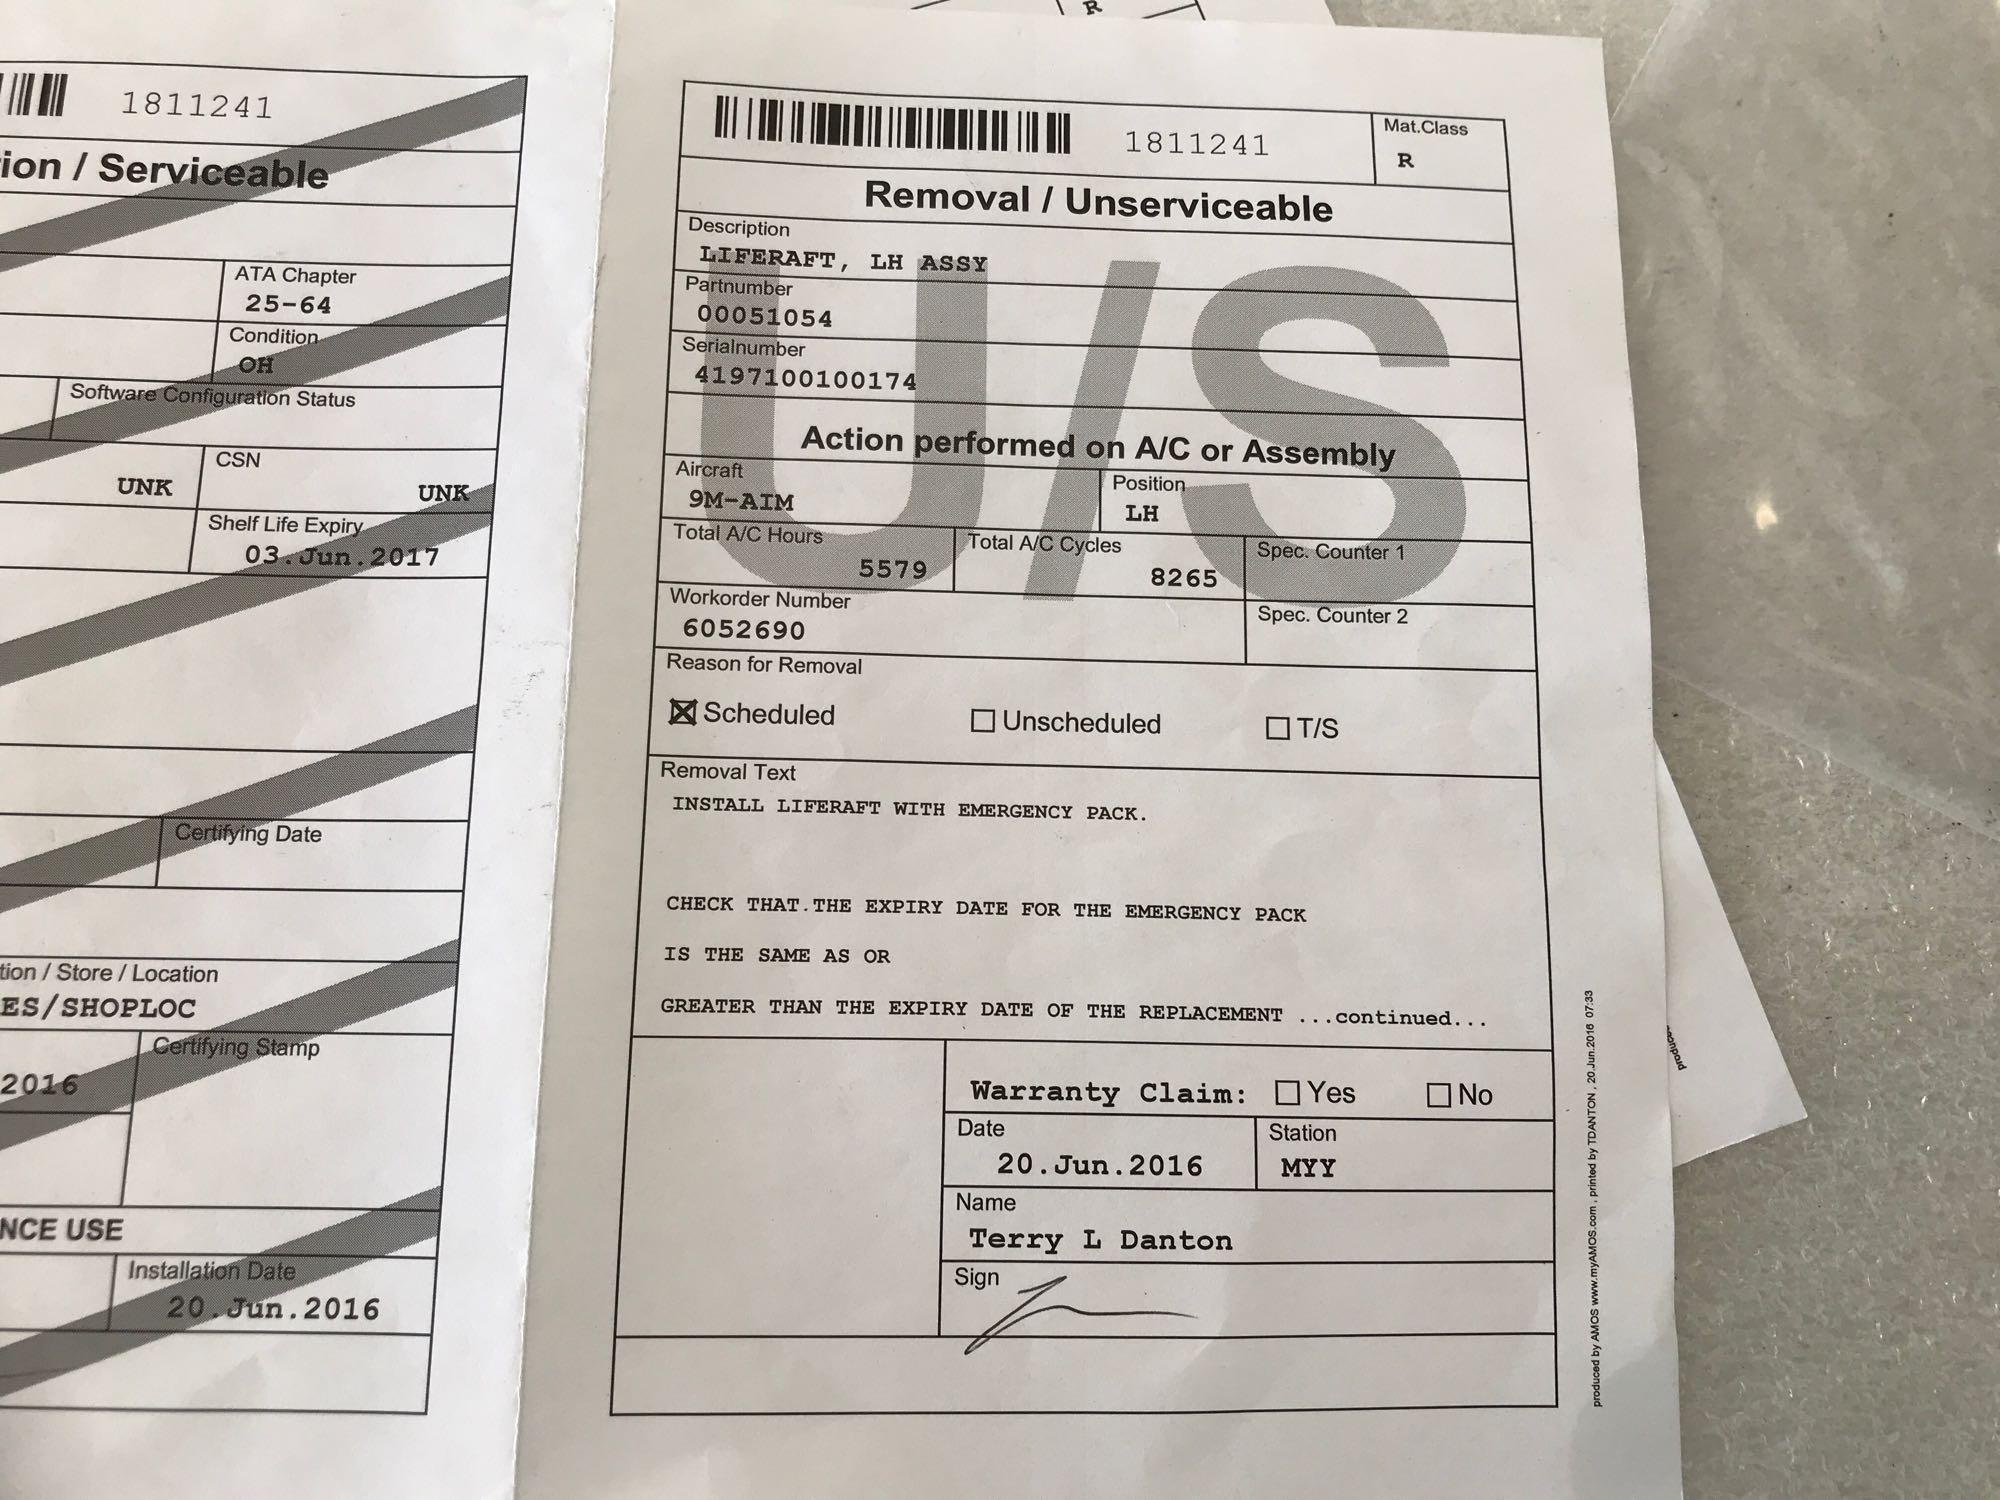 R
1811241
ion / Serviceable
ATA Chapter
25-64
Condition
OH
Software Configuration Status
UNK
CSN
UNK
Shelf Life Expiry
03.Jun.2017
Certifying Date
tion / Store / Location
ES/SHOPLOC
Certifying Stamp
2016
NCE USE
Installation Date
20.Jun.2016
1811241
Mat.Class
R
Removal / Unserviceable
U/S
Description
LIFERAFT, LH ASSY
Partnumber
00051054
Serialnumber
4197100100174
Action performed on A/C or Assembly
Aircraft
9M-AIM
Position
LH
Total A/C Hours
5579
Total A/C Cycles
8265
Spec. Counter 1
Workorder Number
6052690
Spec. Counter 2
Reason for Removal
Scheduled
Unscheduled
T/S
Removal Text
INSTALL LIFERAFT WITH EMERGENCY PACK.
CHECK THAT.THE EXPIRY DATE FOR THE EMERGENCY PACK
IS THE SAME AS OR
GREATER THAN THE EXPIRY DATE OF THE REPLACEMENT ...continued...
Warranty Claim: Yes No
Date
20.Jun.2016
Station
MYY
Name
Terry L Danton
Sign
produced by AMOS www.myAMOS.com , printed by TDANTON , 20.Jun.2016 07:33
produc